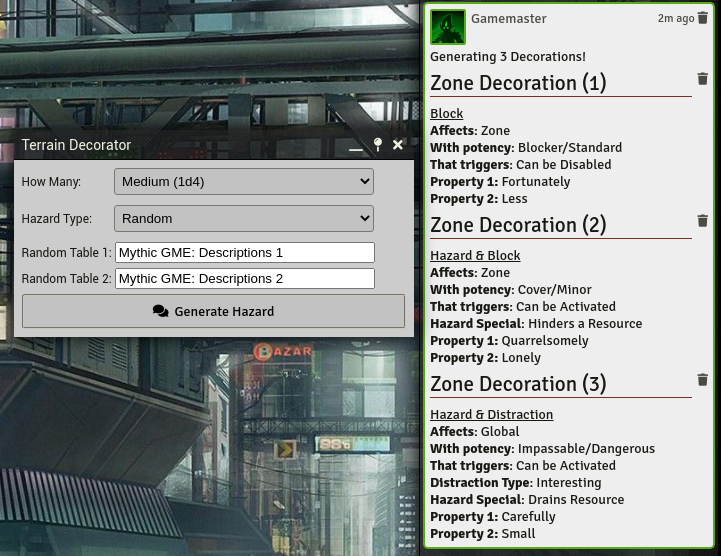 Terrain Decorator
How Many:
Medium (1d4)
Hazard Type:
Random
Random Table 1:
Mythic GME: Descriptions 1
Random Table 2:
Mythic GME: Descriptions 2
Generate Hazard
BAZAR
Gamemaster
2m ago
Generating 3 Decorations!
Zone Decoration (1)
Block
Affects: Zone
With potency: Blocker/Standard
That triggers: Can be Disabled
Property 1: Fortunately
Property 2: Less
Zone Decoration (2)
Hazard & Block
Affects: Zone
With potency: Cover/Minor
That triggers: Can be Activated
Hazard Special: Hinders a Resource
Property 1: Quarrelsomely
Property 2: Lonely
Zone Decoration (3)
Hazard & Distraction
Affects: Global
With potency: Impassable/Dangerous
That triggers: Can be Activated
Distraction Type: Interesting
Hazard Special: Drains Resource
Property 1: Carefully
Property 2: Small